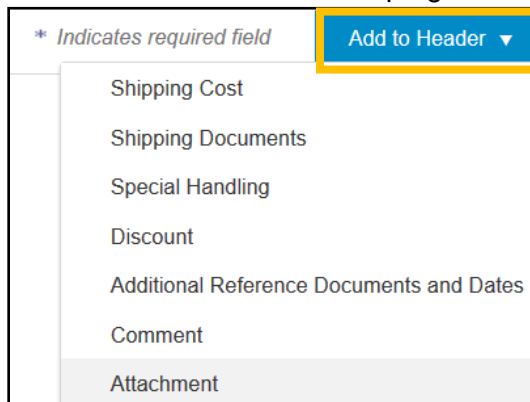 * Indicates required field Add to Header ▼
Shipping Cost
Shipping Documents
Special Handling
Discount
Additional Reference Documents and Dates
Comment
Attachment